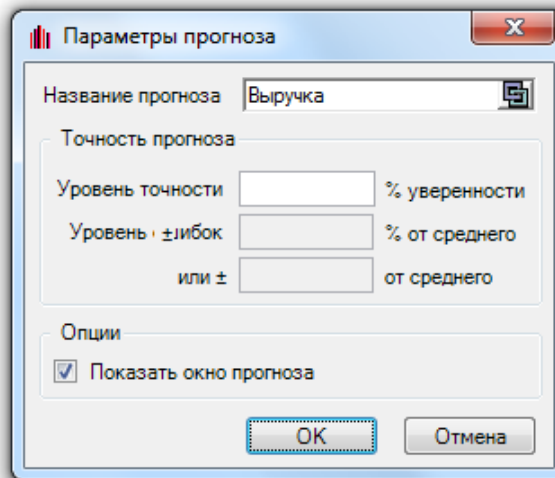 Параметры прогноза
Название прогноза Выручка
Точность прогноза
Уровень точности % уверенности
Уровень ±шибок % от среднего
или ± от среднего
Опции
Показать окно прогноза
OK Отмена